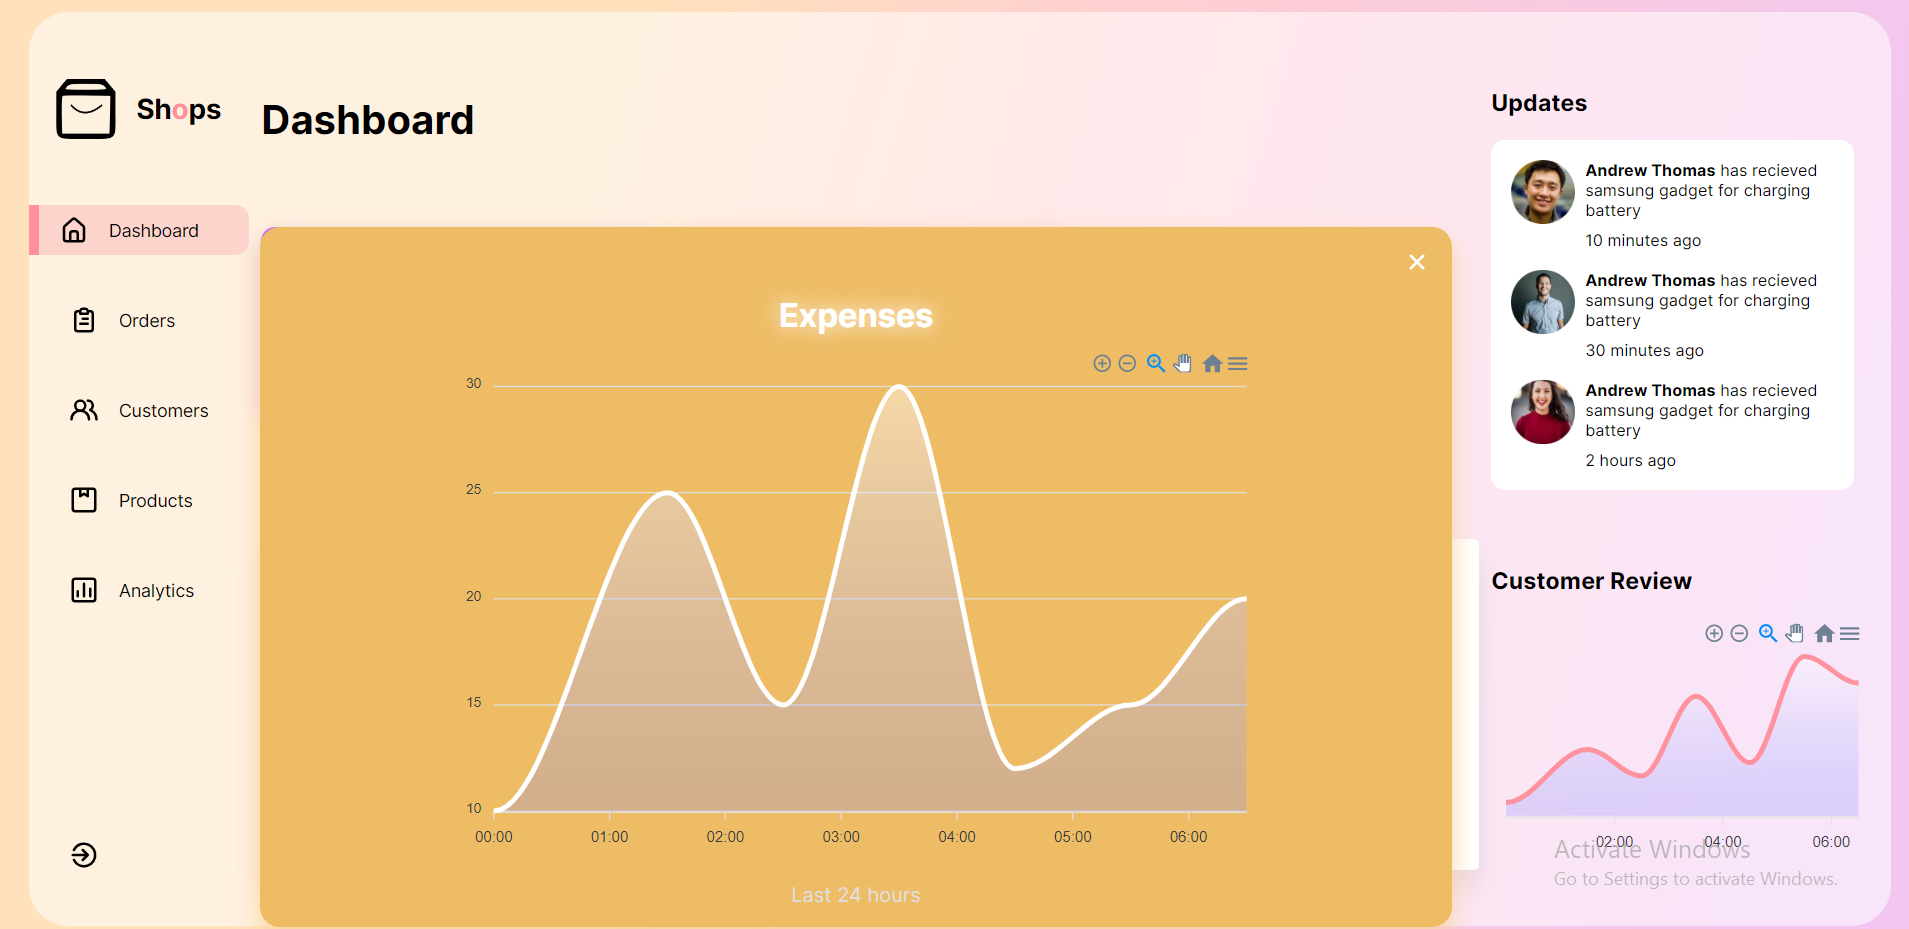 Shops
Dashboard
Dashboard
Orders
Customers
Products
Analytics
Expenses
30
25
20
15
10
00:00 01:00 02:00 03:00 04:00 05:00 06:00
Last 24 hours
Updates
Andrew Thomas has recieved
samsung gadget for charging
battery
10 minutes ago
Andrew Thomas has recieved
samsung gadget for charging
battery
30 minutes ago
Andrew Thomas has recieved
samsung gadget for charging
battery
2 hours ago
Customer Review
02:00 04:00 06:00
Activate Windows
Go to Settings to activate Windows.